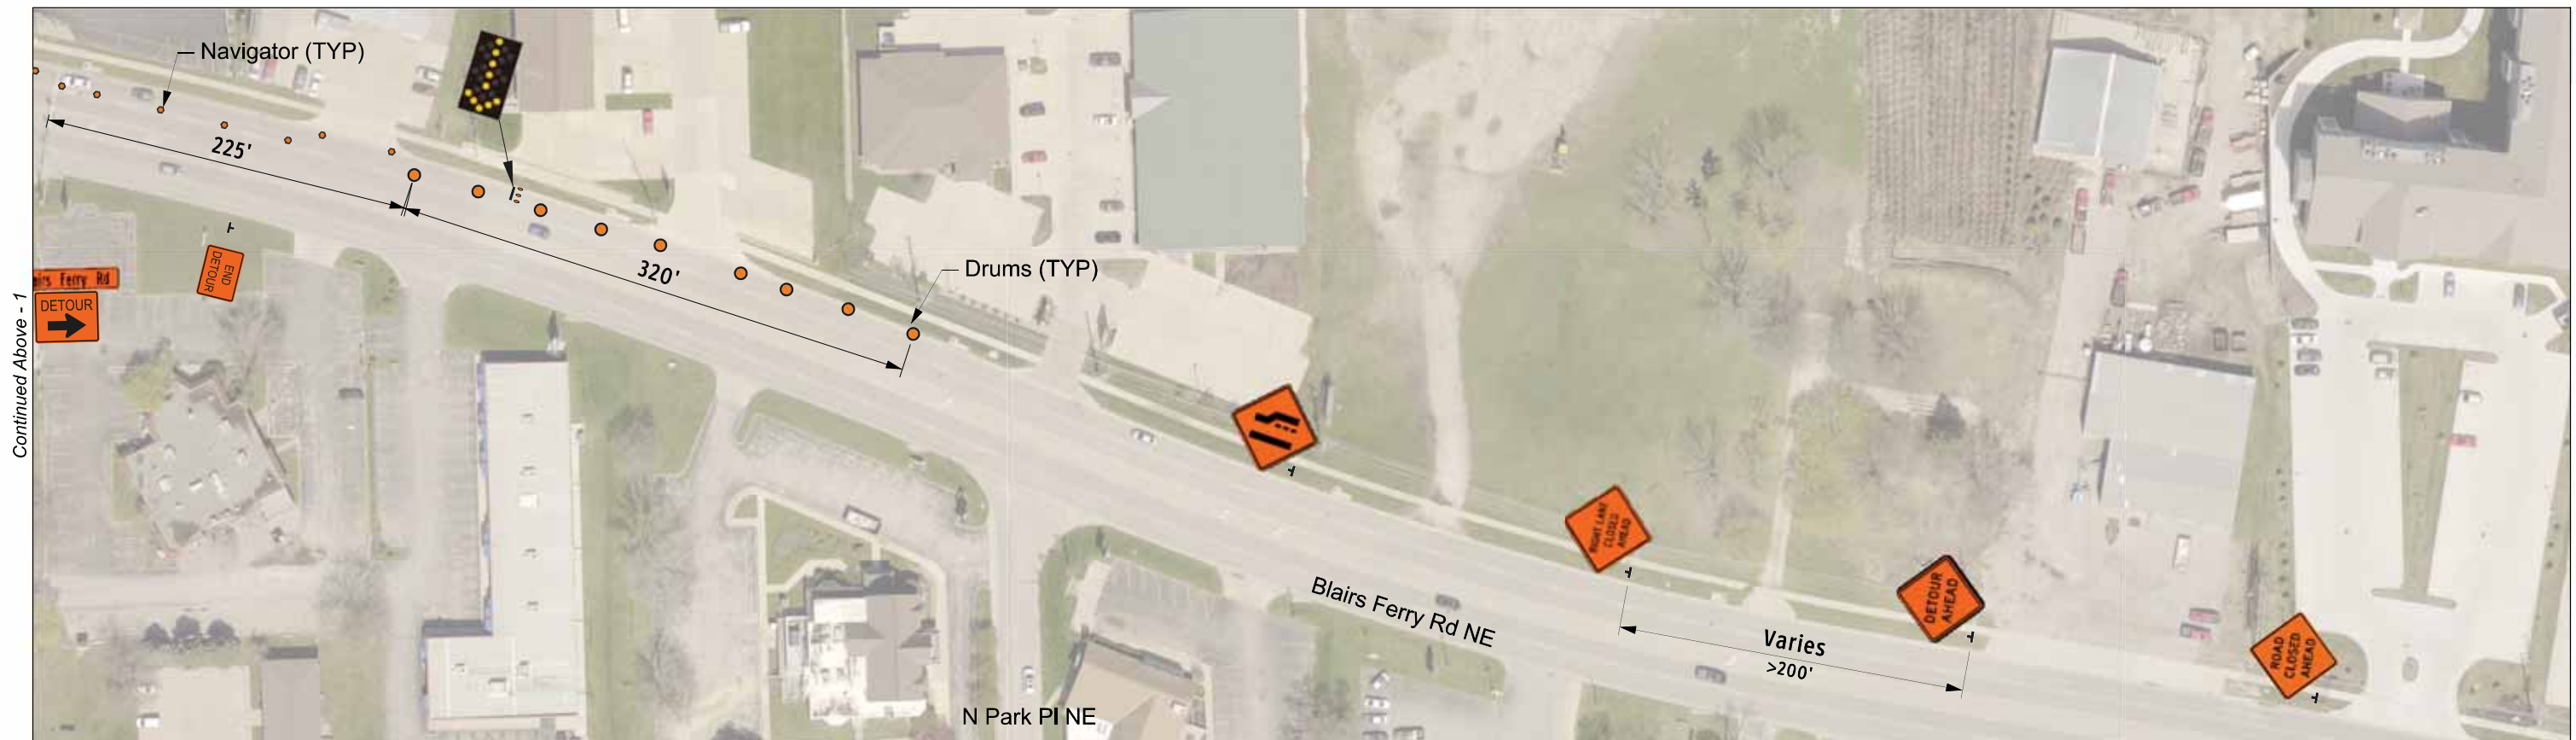 Navigator (TYP)
225'
320'
Drums (TYP)
END
DETOUR
airs Ferry Rd
DETOUR
Continued Above - 1
RIGHT LANE
CLOSED
AHEAD
DETOUR
AHEAD
ROAD
CLOSED
AHEAD
Blairs Ferry Rd NE
Varies
>200'
N Park Pl NE